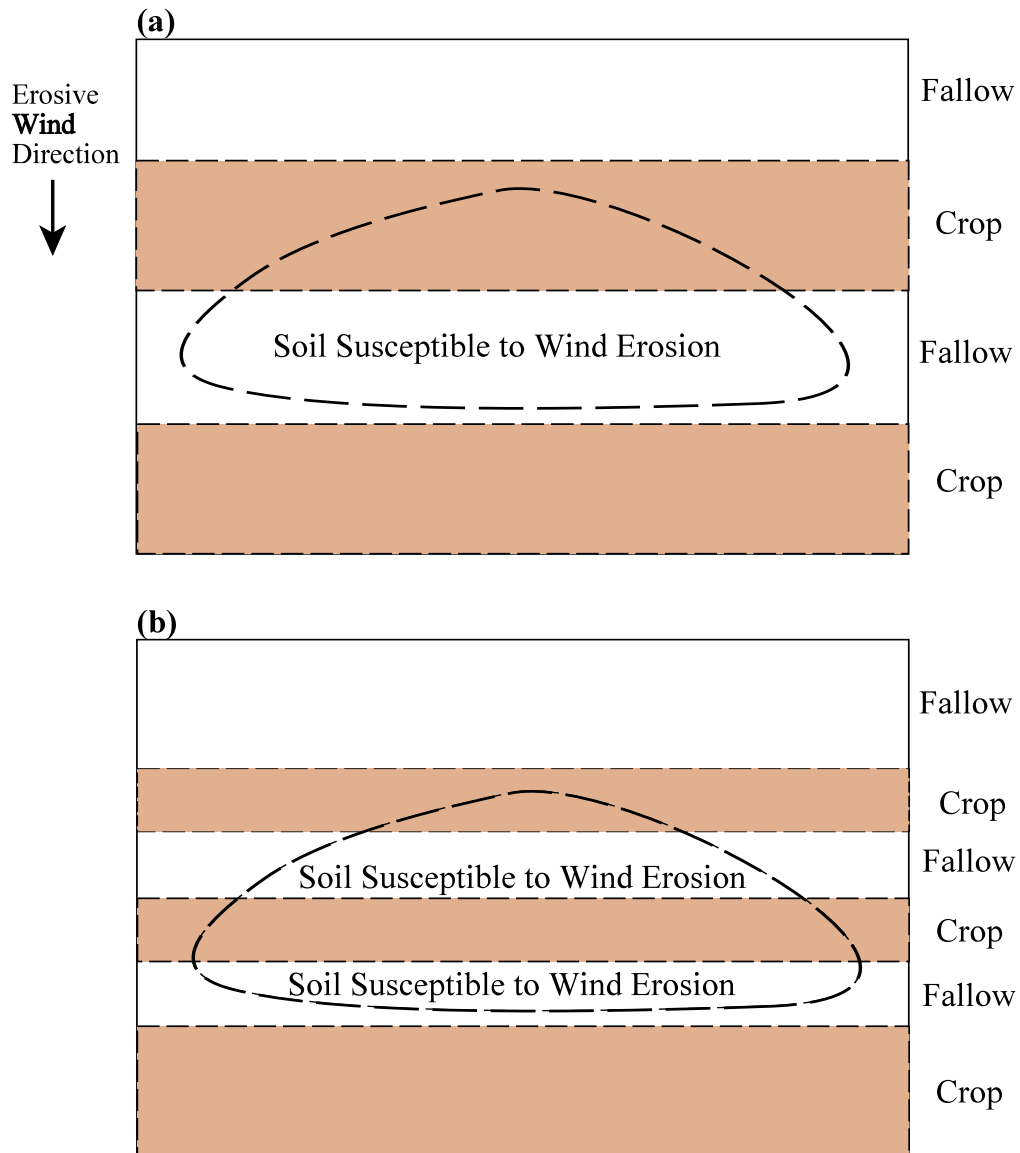 (a)
Erosive
Wind
Direction
Fallow
Crop
Soil Susceptible to Wind Erosion
Fallow
Crop
(b)
Fallow
Crop
Fallow
Soil Susceptible to Wind Erosion
Crop
Soil Susceptible to Wind Erosion
Fallow
Crop